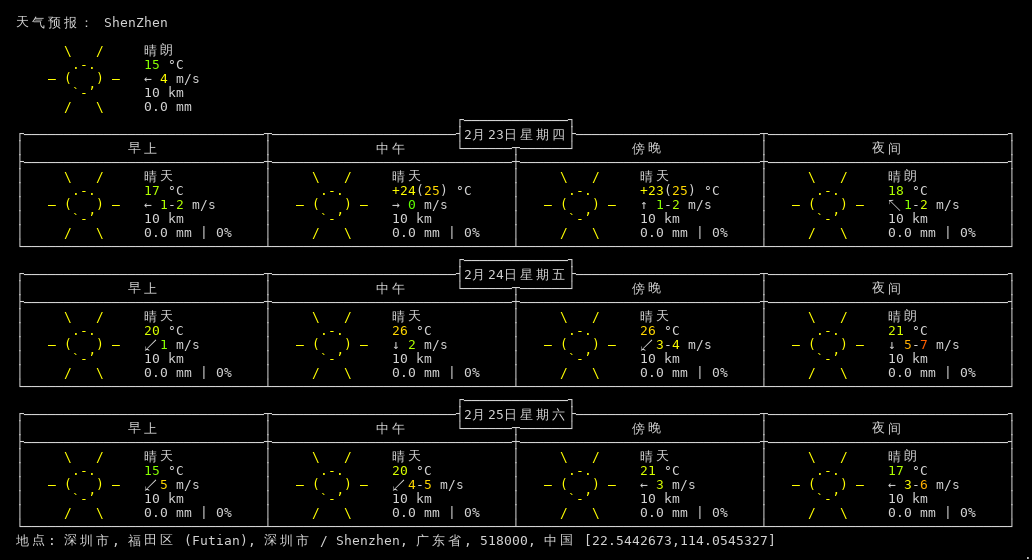 天气预报： ShenZhen
晴朗
15 °C
← 4 m/s
10 km
0.0 mm
2月23日星期四
早上 中午 傍晚 夜间
晴天 晴天 晴天 晴朗
17 °C +24(25) °C +23(25) °C 18 °C
← 1-2 m/s → 0 m/s ↑ 1-2 m/s ↖ 1-2 m/s
10 km 10 km 10 km 10 km
0.0 mm | 0% 0.0 mm | 0% 0.0 mm | 0% 0.0 mm | 0%
2月24日星期五
早上 中午 傍晚 夜间
晴天 晴天 晴天 晴朗
20 °C 26 °C 26 °C 21 °C
↙ 1 m/s ↓ 2 m/s ↙ 3-4 m/s ↓ 5-7 m/s
10 km 10 km 10 km 10 km
0.0 mm | 0% 0.0 mm | 0% 0.0 mm | 0% 0.0 mm | 0%
2月25日星期六
早上 中午 傍晚 夜间
晴天 晴天 晴天 晴朗
15 °C 20 °C 21 °C 17 °C
↙ 5 m/s ↙ 4-5 m/s ← 3 m/s ← 3-6 m/s
10 km 10 km 10 km 10 km
0.0 mm | 0% 0.0 mm | 0% 0.0 mm | 0% 0.0 mm | 0%
地点: 深圳市, 福田区 (Futian), 深圳市 / Shenzhen, 广东省, 518000, 中国 [22.5442673,114.0545327]